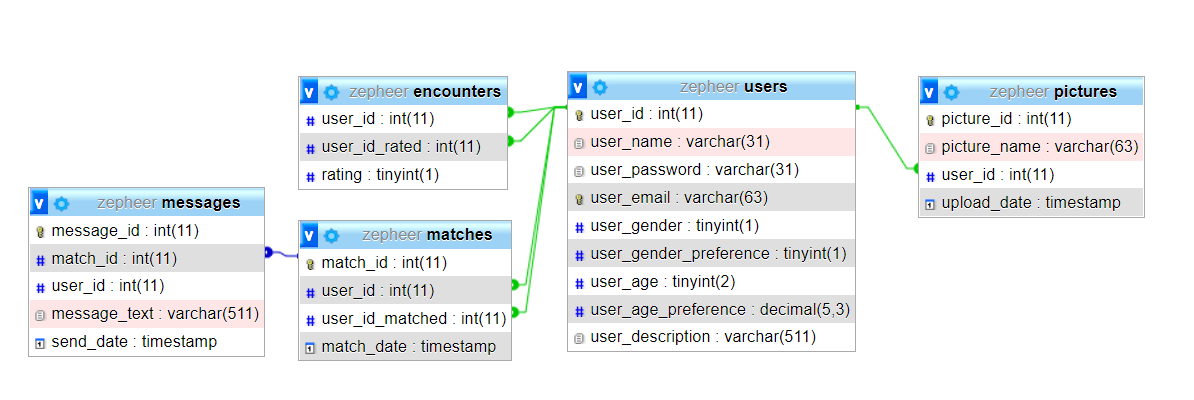 v zepheer encounters
user_id : int(11)
user_id_rated : int(11)
rating : tinyint(1)
v zepheer users
user_id : int(11)
user_name : varchar(31)
user_password : varchar(31)
user_email : varchar(63)
user_gender : tinyint(1)
user_gender_preference : tinyint(1)
user_age : tinyint(2)
user_age_preference : decimal(5,3)
user_description : varchar(511)
v zepheer pictures
picture_id : int(11)
picture_name : varchar(63)
user_id : int(11)
upload_date : timestamp
v zepheer messages
message_id : int(11)
match_id : int(11)
user_id : int(11)
message_text : varchar(511)
send_date : timestamp
v zepheer matches
match_id : int(11)
user_id : int(11)
user_id_matched : int(11)
match_date : timestamp